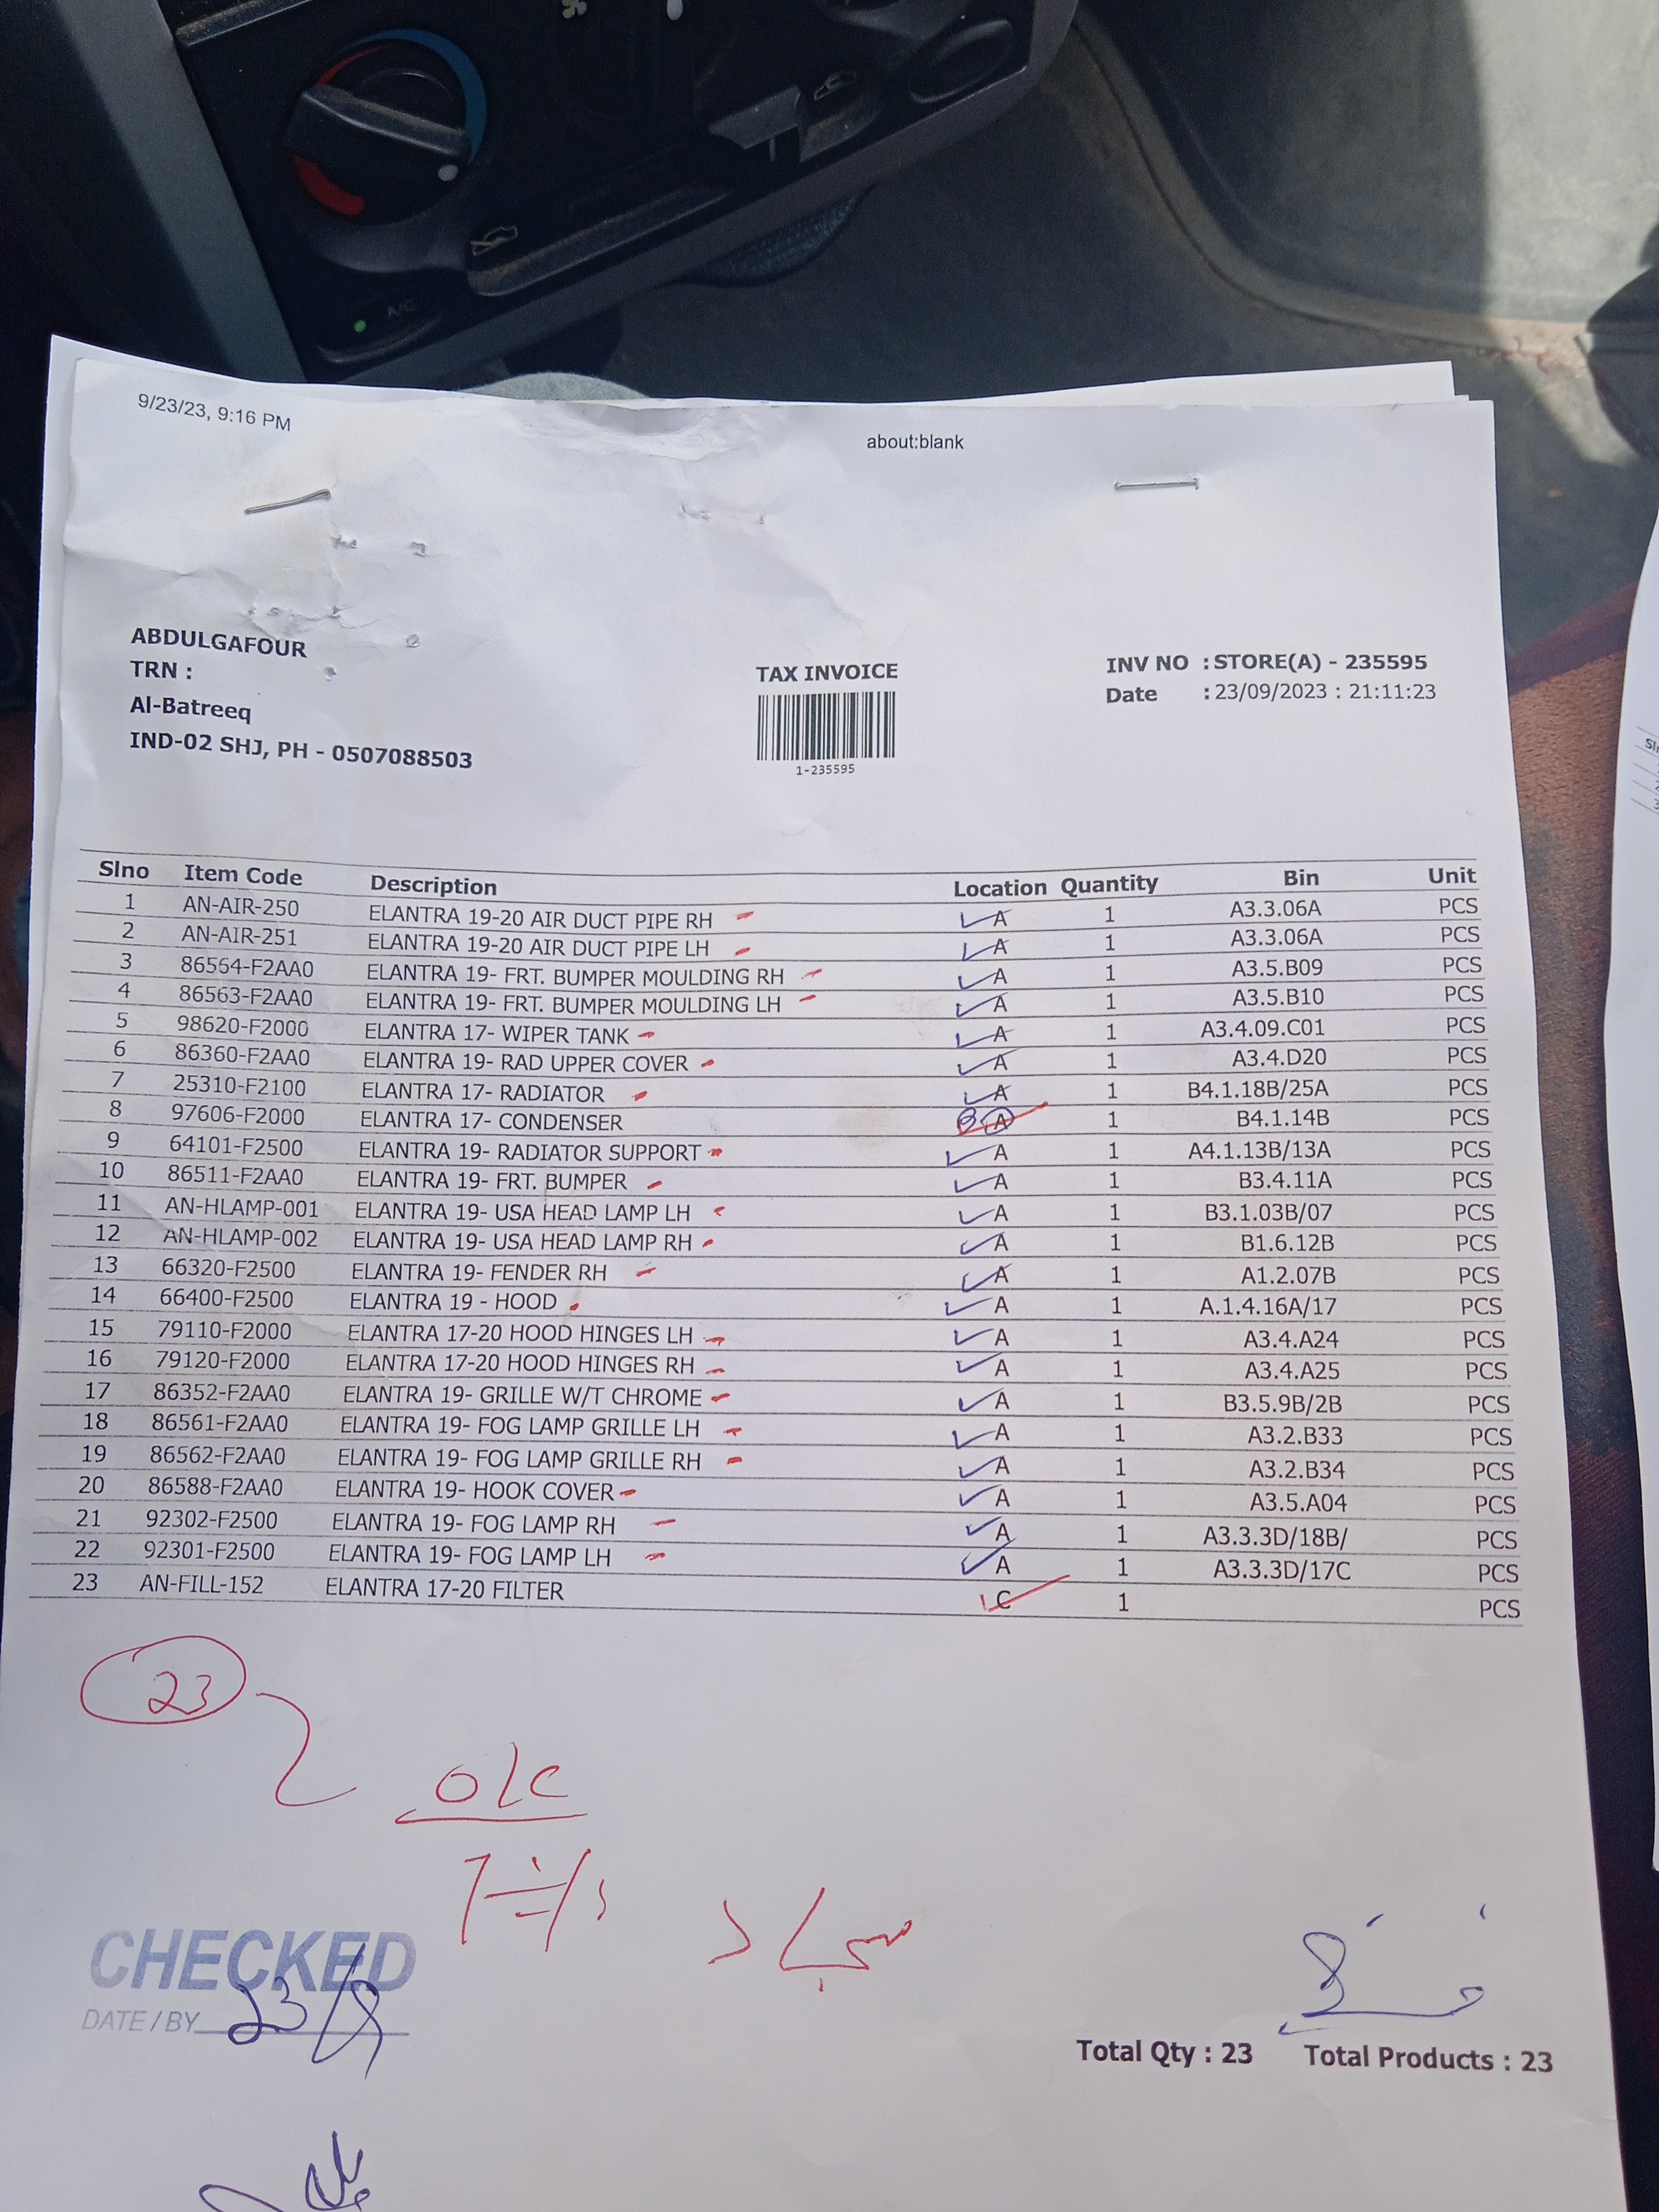 A/C
9/23/23, 9:16 PM
about:blank
ABDULGAFOUR
TRN :
Al-Batreeq
IND-02 SHJ, PH - 0507088503
TAX INVOICE
1-235595
INV NO : STORE(A) - 235595
Date : 23/09/2023 : 21:11:23
Slno Item Code Description Location Quantity Bin Unit
1 AN-AIR-250 ELANTRA 19-20 AIR DUCT PIPE RH A 1 A3.3.06A PCS
2 AN-AIR-251 ELANTRA 19-20 AIR DUCT PIPE LH A 1 A3.3.06A PCS
3 86564-F2AA0 ELANTRA 19- FRT. BUMPER MOULDING RH A 1 A3.5.B09 PCS
4 86563-F2AA0 ELANTRA 19- FRT. BUMPER MOULDING LH A 1 A3.5.B10 PCS
5 98620-F2000 ELANTRA 17- WIPER TANK A 1 A3.4.09.C01 PCS
6 86360-F2AA0 ELANTRA 19- RAD UPPER COVER A 1 A3.4.D20 PCS
7 25310-F2100 ELANTRA 17- RADIATOR A 1 B4.1.18B/25A PCS
8 97606-F2000 ELANTRA 17- CONDENSER B A 1 B4.1.14B PCS
9 64101-F2500 ELANTRA 19- RADIATOR SUPPORT A 1 A4.1.13B/13A PCS
10 86511-F2AA0 ELANTRA 19- FRT. BUMPER A 1 B3.4.11A PCS
11 AN-HLAMP-001 ELANTRA 19- USA HEAD LAMP LH A 1 B3.1.03B/07 PCS
12 AN-HLAMP-002 ELANTRA 19- USA HEAD LAMP RH A 1 B1.6.12B PCS
13 66320-F2500 ELANTRA 19- FENDER RH A 1 A1.2.07B PCS
14 66400-F2500 ELANTRA 19 - HOOD A 1 A.1.4.16A/17 PCS
15 79110-F2000 ELANTRA 17-20 HOOD HINGES LH A 1 A3.4.A24 PCS
16 79120-F2000 ELANTRA 17-20 HOOD HINGES RH A 1 A3.4.A25 PCS
17 86352-F2AA0 ELANTRA 19- GRILLE W/T CHROME A 1 B3.5.9B/2B PCS
18 86561-F2AA0 ELANTRA 19- FOG LAMP GRILLE LH A 1 A3.2.B33 PCS
19 86562-F2AA0 ELANTRA 19- FOG LAMP GRILLE RH A 1 A3.2.B34 PCS
20 86588-F2AA0 ELANTRA 19- HOOK COVER A 1 A3.5.A04 PCS
21 92302-F2500 ELANTRA 19- FOG LAMP RH A 1 A3.3.3D/18B/ PCS
22 92301-F2500 ELANTRA 19- FOG LAMP LH A 1 A3.3.3D/17C PCS
23 AN-FILL-152 ELANTRA 17-20 FILTER C 1 PCS
23
CHECKED
DATE/BY 23/9
Total Qty : 23 Total Products : 23